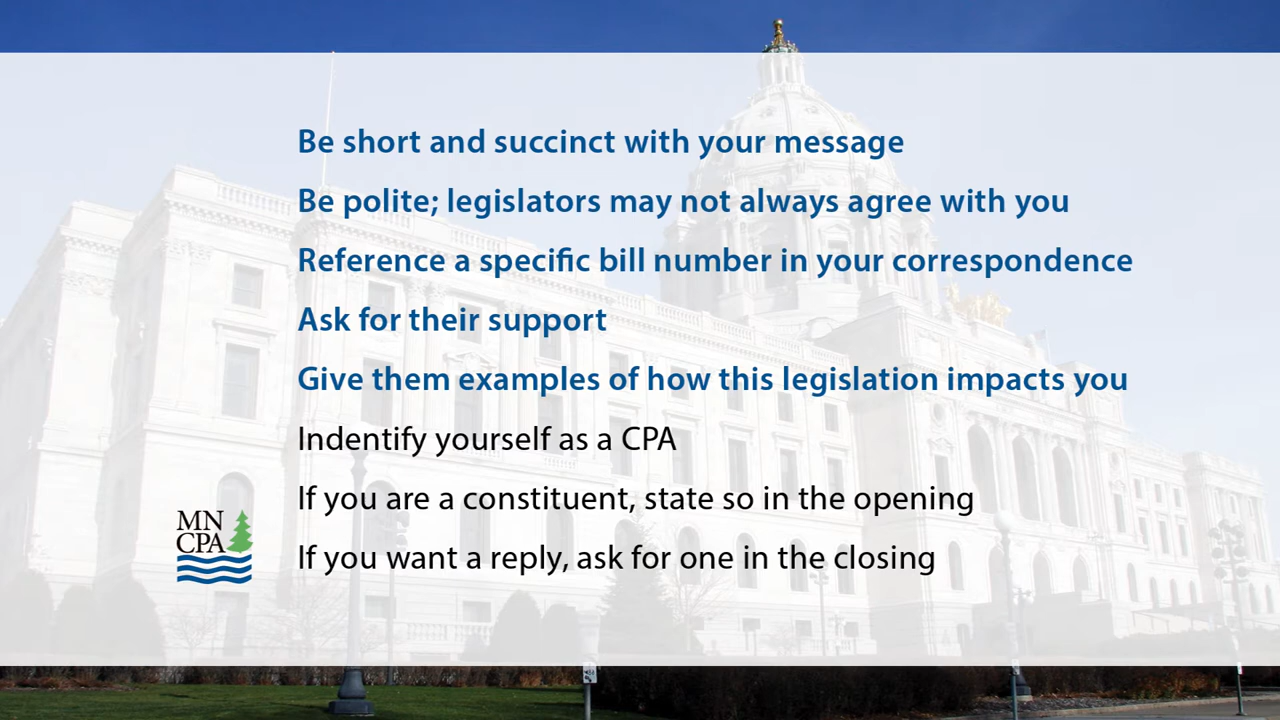 Be short and succinct with your message
Be polite; legislators may not always agree with you
Reference a specific bill number in your correspondence
Ask for their support
Give them examples of how this legislation impacts you
Indentify yourself as a CPA
If you are a constituent, state so in the opening
If you want a reply, ask for one in the closing
MN
CPA